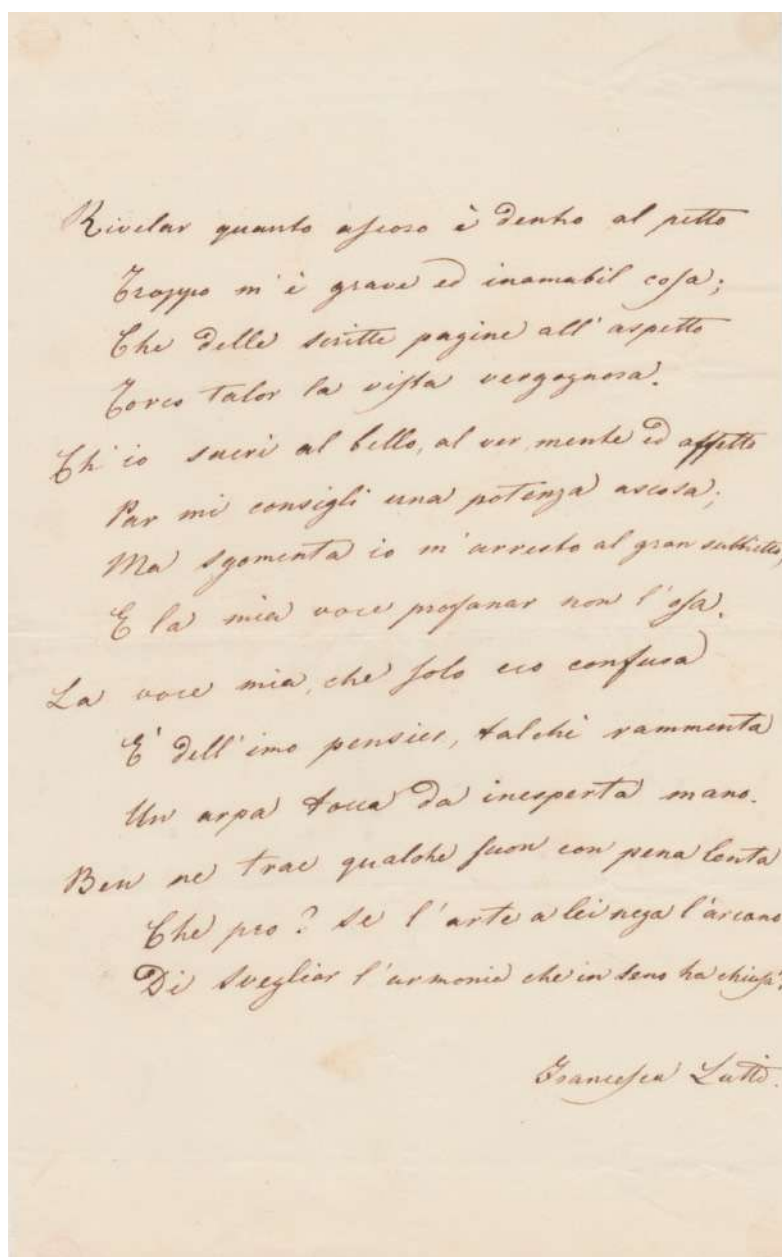 Rivelar quanto ascoso è dentro al petto
Troppo m'è grave ed inamabil cosa;
Che delle scritte pagine all'aspetto
Torco talor la vista vergognosa.
Ch'io sacri al bello, al ver, mente ed affetto
Par mi consigli una potenza ascosa;
Ma sgomenta io m'arresto al gran subbietto,
E la mia voce profanar non l'osa.
La voce mia, che solo eco confusa
E' dell'imo pensier, talchè rammenta
Un arpa tocca da inesperta mano.
Ben ne trae qualche suon con pena lenta
Che pro? se l'arte a lei nega l'arcano
Di svegliar l'armonie che in seno ha chiusa?
Francesca Lutti.